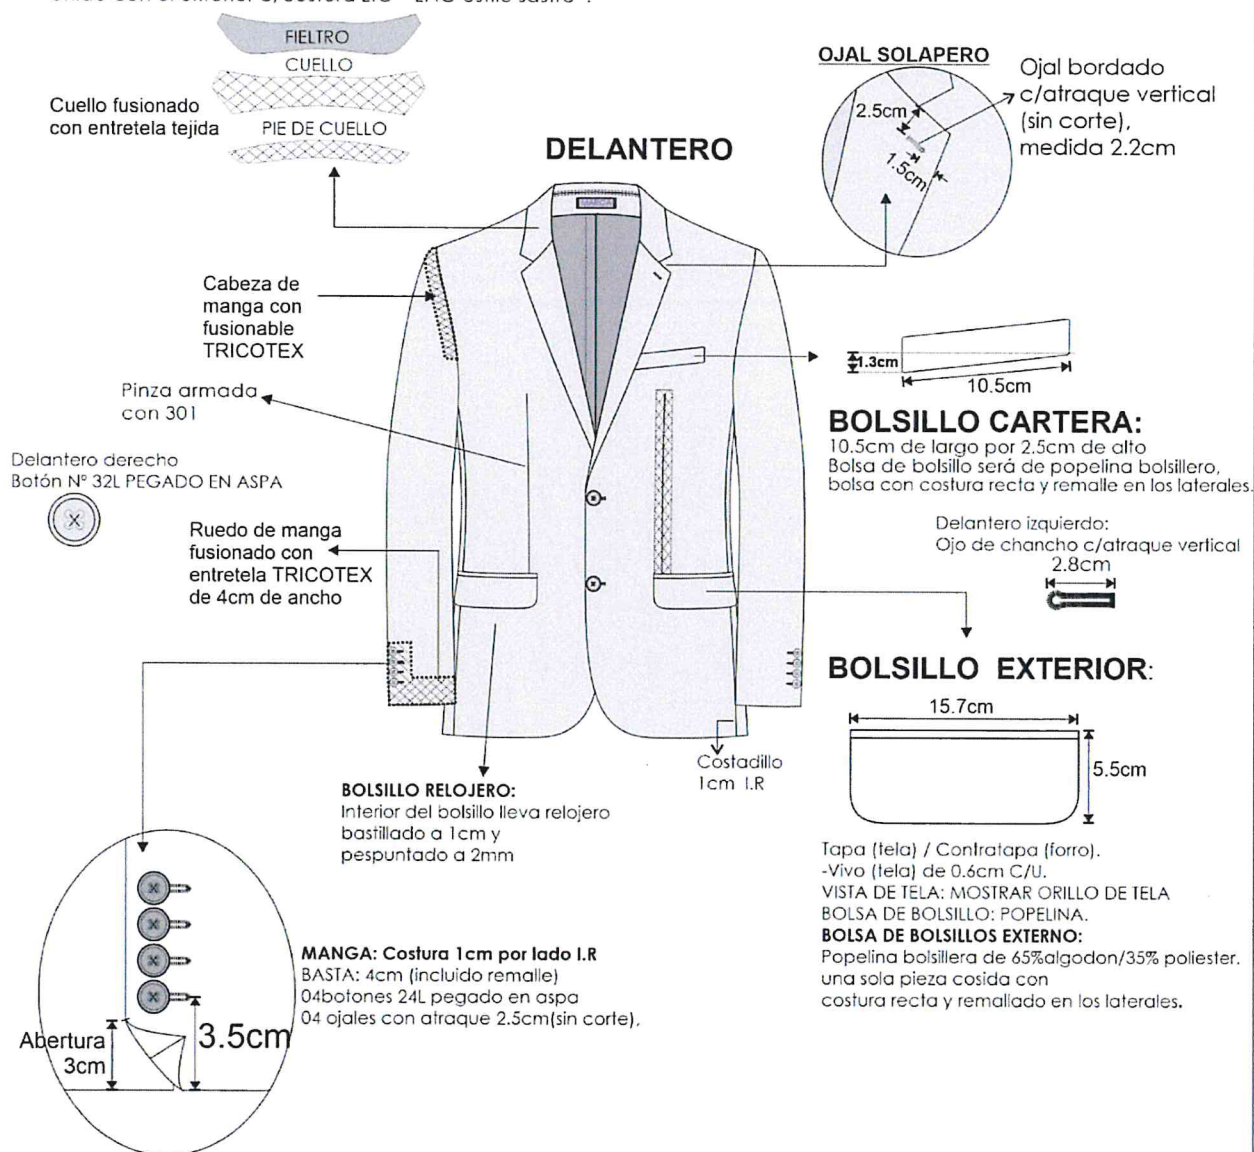 FIELTRO
CUELLO
Cuello fusionado
con entretela tejida
PIE DE CUELLO
DELANTERO
OJAL SOLAPERO
2.5cm
1.5cm
Ojal bordado
c/atraque vertical
(sin corte),
medida 2.2cm
MARCA
Cabeza de
manga con
fusionable
TRICOTEX
1.3cm
10.5cm
Pinza armada
con 301
BOLSILLO CARTERA:
10.5cm de largo por 2.5cm de alto
Bolsa de bolsillo será de popelina bolsillero,
bolsa con costura recta y remalle en los laterales.
Delantero derecho
Botón N° 32L PEGADO EN ASPA
Delantero izquierdo:
Ojo de chancho c/atraque vertical
2.8cm
Ruedo de manga
fusionado con
entretela TRICOTEX
de 4cm de ancho
BOLSILLO EXTERIOR:
15.7cm
5.5cm
Costadillo
1cm I.R
BOLSILLO RELOJERO:
Interior del bolsillo lleva relojero
bastillado a 1cm y
pespuntado a 2mm
Tapa (tela) / Contratapa (forro).
-Vivo (tela) de 0.6cm C/U.
VISTA DE TELA: MOSTRAR ORILLO DE TELA
BOLSA DE BOLSILLO: POPELINA.
BOLSA DE BOLSILLOS EXTERNO:
Popelina bolsillera de 65%algodon/35% poliester.
una sola pieza cosida con
costura recta y remallado en los laterales.
MANGA: Costura 1cm por lado I.R
BASTA: 4cm (incluido remalle)
04botones 24L pegado en aspa
04 ojales con atraque 2.5cm(sin corte),
Abertura
3cm
3.5cm